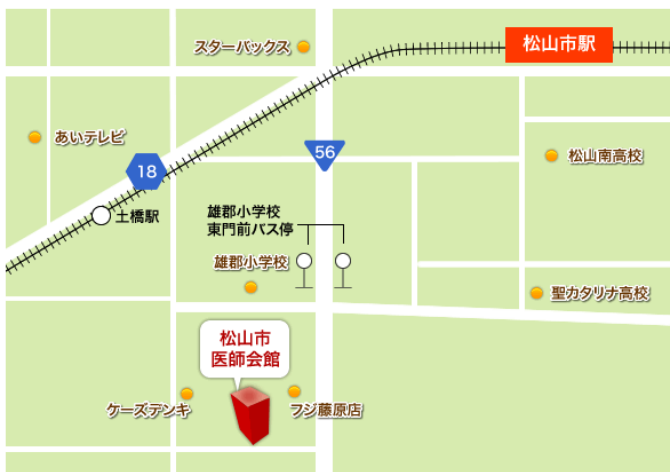 スターバックス
松山市駅
あいテレビ
56
18
松山南高校
土橋駅
雄郡小学校
東門前バス停
雄郡小学校
聖カタリナ高校
松山市
医師会館
ケーズデンキ
フジ藤原店